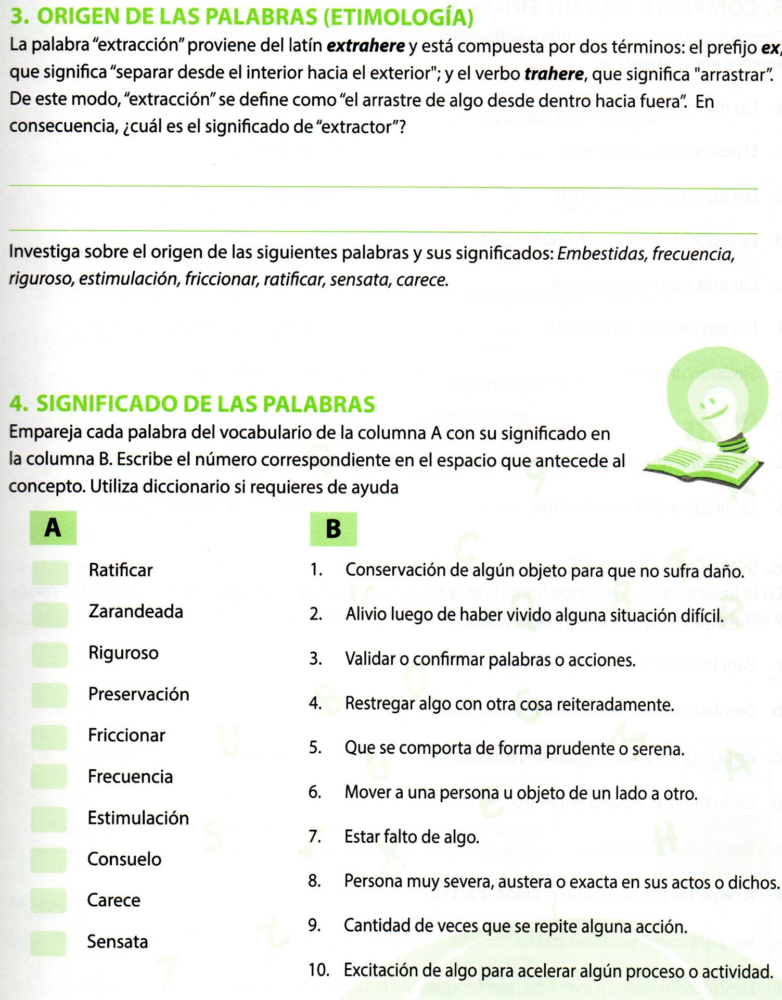 3. ORIGEN DE LAS PALABRAS (ETIMOLOGÍA)
La palabra “extracción” proviene del latín extrahere y está compuesta por dos términos: el prefijo ex,
que significa “separar desde el interior hacia el exterior"; y el verbo trahere, que significa "arrastrar”.
De este modo, “extracción” se define como “el arrastre de algo desde dentro hacia fuera”. En
consecuencia, ¿cuál es el significado de “extractor”?
Investiga sobre el origen de las siguientes palabras y sus significados: Embestidas, frecuencia,
riguroso, estimulación, friccionar, ratificar, sensata, carece.
4. SIGNIFICADO DE LAS PALABRAS
Empareja cada palabra del vocabulario de la columna A con su significado en
la columna B. Escribe el número correspondiente en el espacio que antecede al
concepto. Utiliza diccionario si requieres de ayuda
A
Ratificar
Zarandeada
Riguroso
Preservación
Friccionar
Frecuencia
Estimulación
Consuelo
Carece
Sensata
B
1. Conservación de algún objeto para que no sufra daño.
2. Alivio luego de haber vivido alguna situación difícil.
3. Validar o confirmar palabras o acciones.
4. Restregar algo con otra cosa reiteradamente.
5. Que se comporta de forma prudente o serena.
6. Mover a una persona u objeto de un lado a otro.
7. Estar falto de algo.
8. Persona muy severa, austera o exacta en sus actos o dichos.
9. Cantidad de veces que se repite alguna acción.
10. Excitación de algo para acelerar algún proceso o actividad.